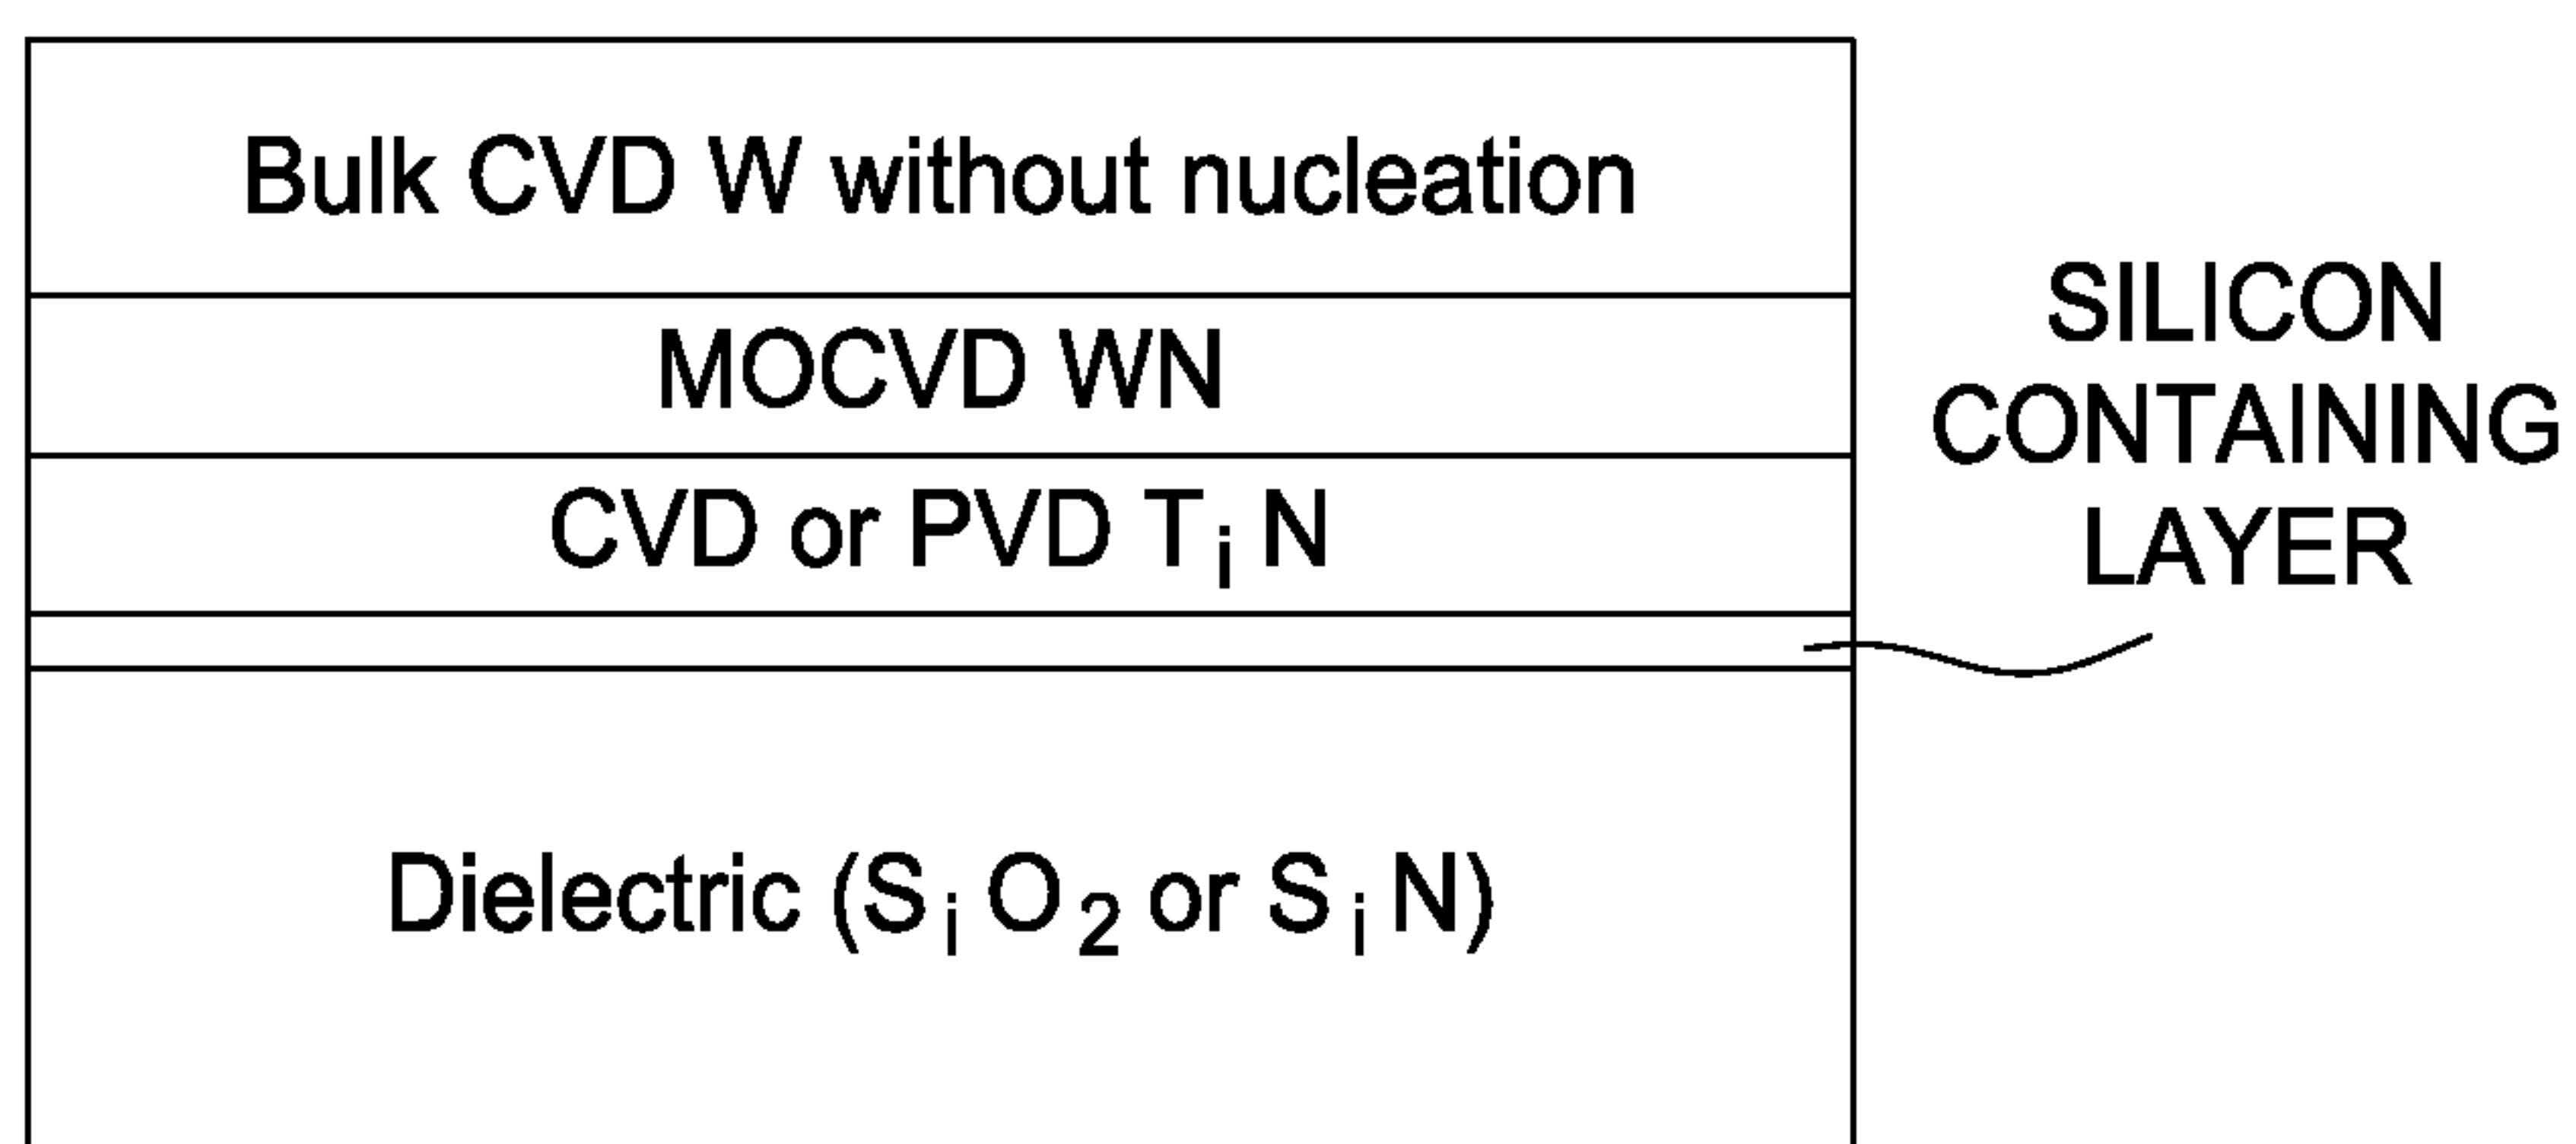 Bulk CVD W without nucleation
MOCVD WN
CVD or PVD TᵢN
SILICON
CONTAINING
LAYER
Dielectric (SᵢO₂ or SᵢN)